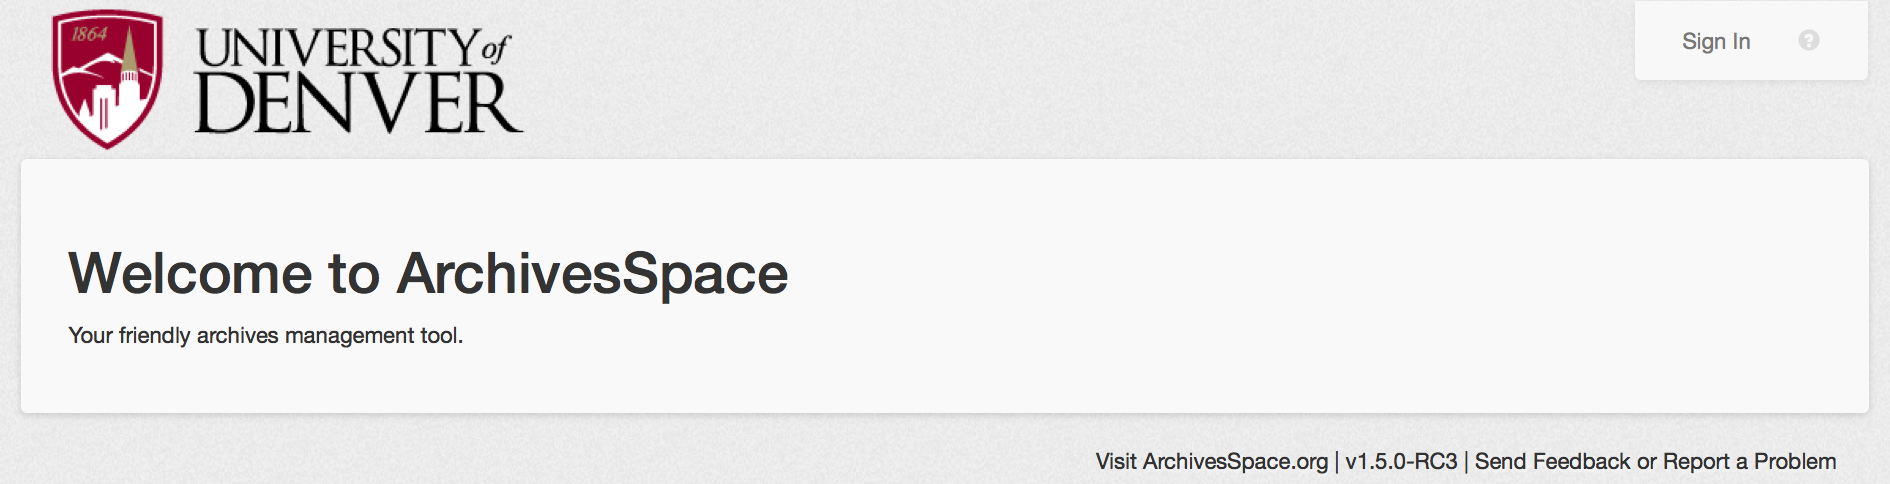 1864
UNIVERSITY of
DENVER
Sign In
?
Welcome to ArchivesSpace
Your friendly archives management tool.
Visit ArchivesSpace.org | v1.5.0-RC3 | Send Feedback or Report a Problem